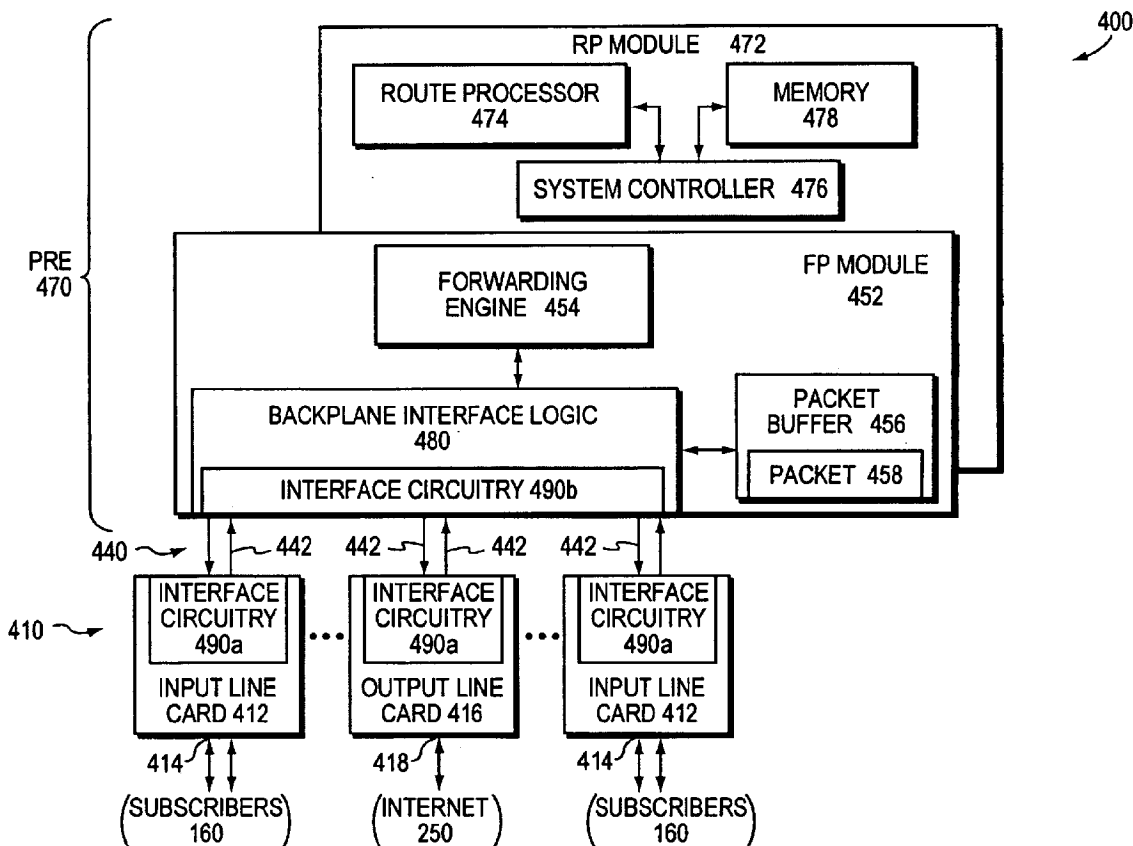 400
RP MODULE 472
ROUTE PROCESSOR
474
MEMORY
478
SYSTEM CONTROLLER 476
PRE
470
FP MODULE
452
FORWARDING
ENGINE 454
BACKPLANE INTERFACE LOGIC
480
PACKET
BUFFER 456
PACKET 458
INTERFACE CIRCUITRY 490b
440
442
442
442
442
410
INTERFACE
CIRCUITRY
490a
INPUT LINE
CARD 412
INTERFACE
CIRCUITRY
490a
OUTPUT LINE
CARD 416
INTERFACE
CIRCUITRY
490a
INPUT LINE
CARD 412
414
418
414
(SUBSCRIBERS
160)
(INTERNET
250)
(SUBSCRIBERS
160)